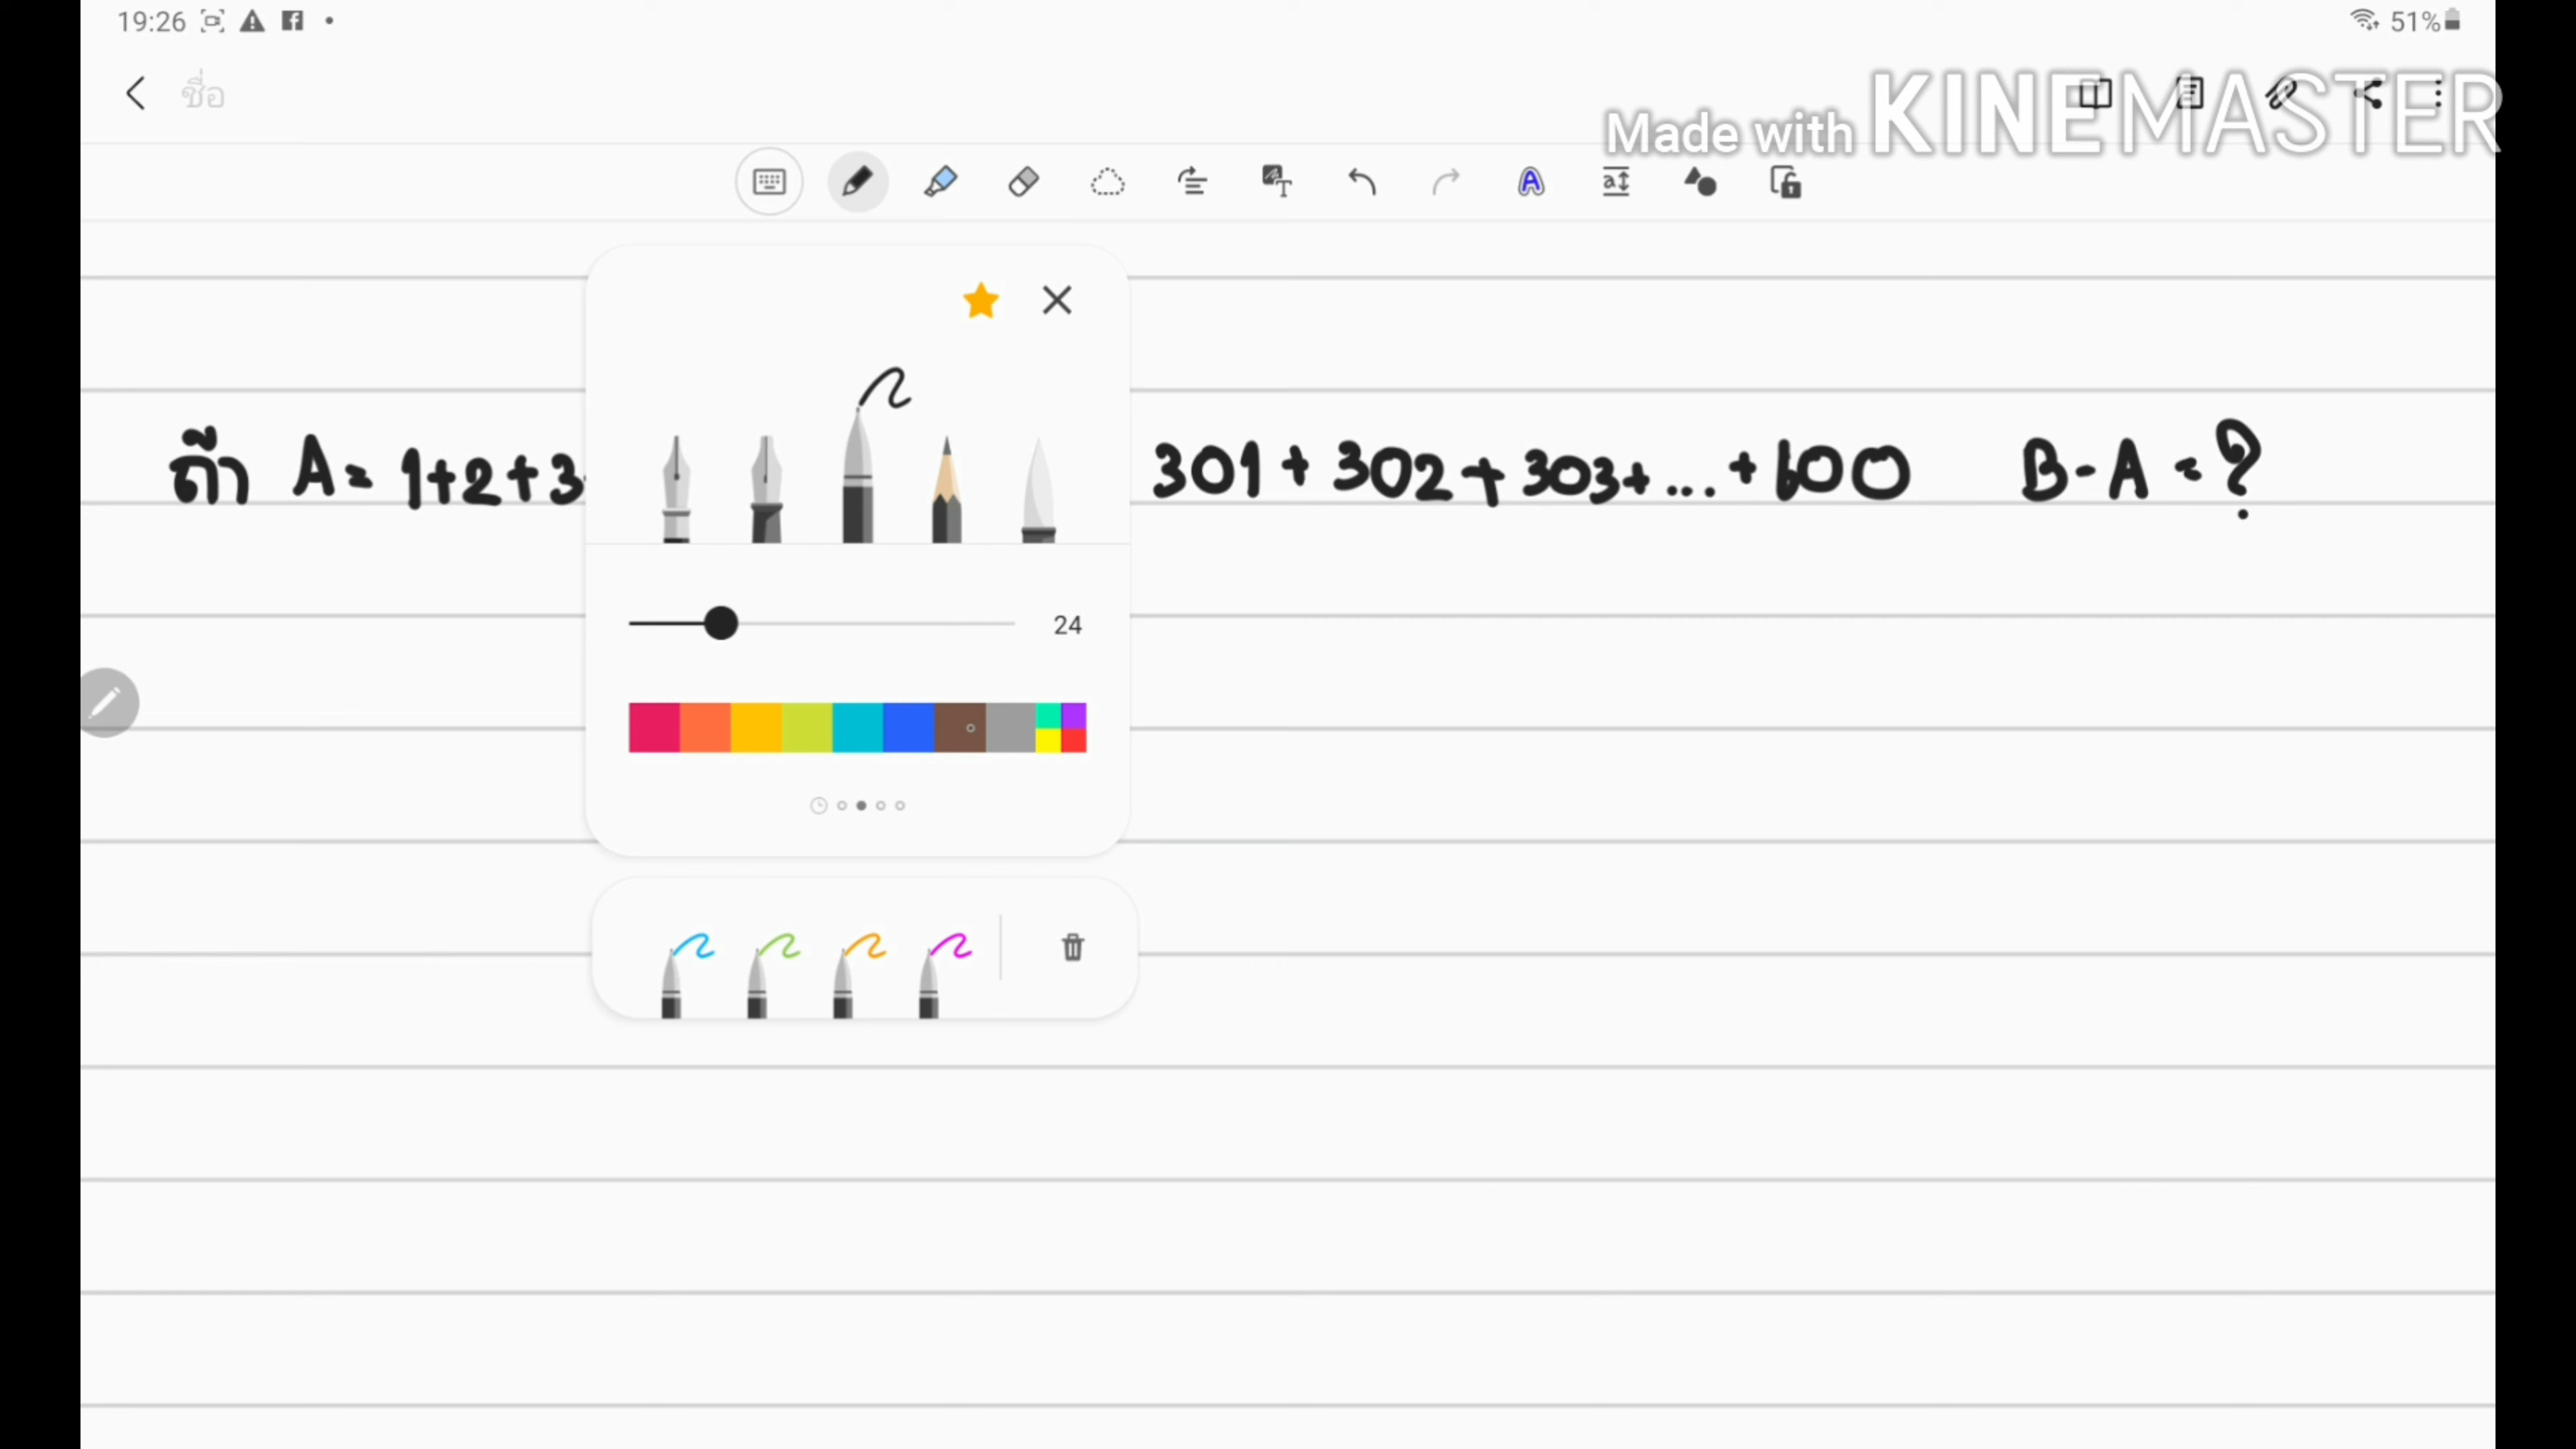 19:26 51%
ชื่อ
Made with KINEMASTER
ถ้า A = 1+2+3 301 + 302 + 303 + ... + 600 B - A = ?
24